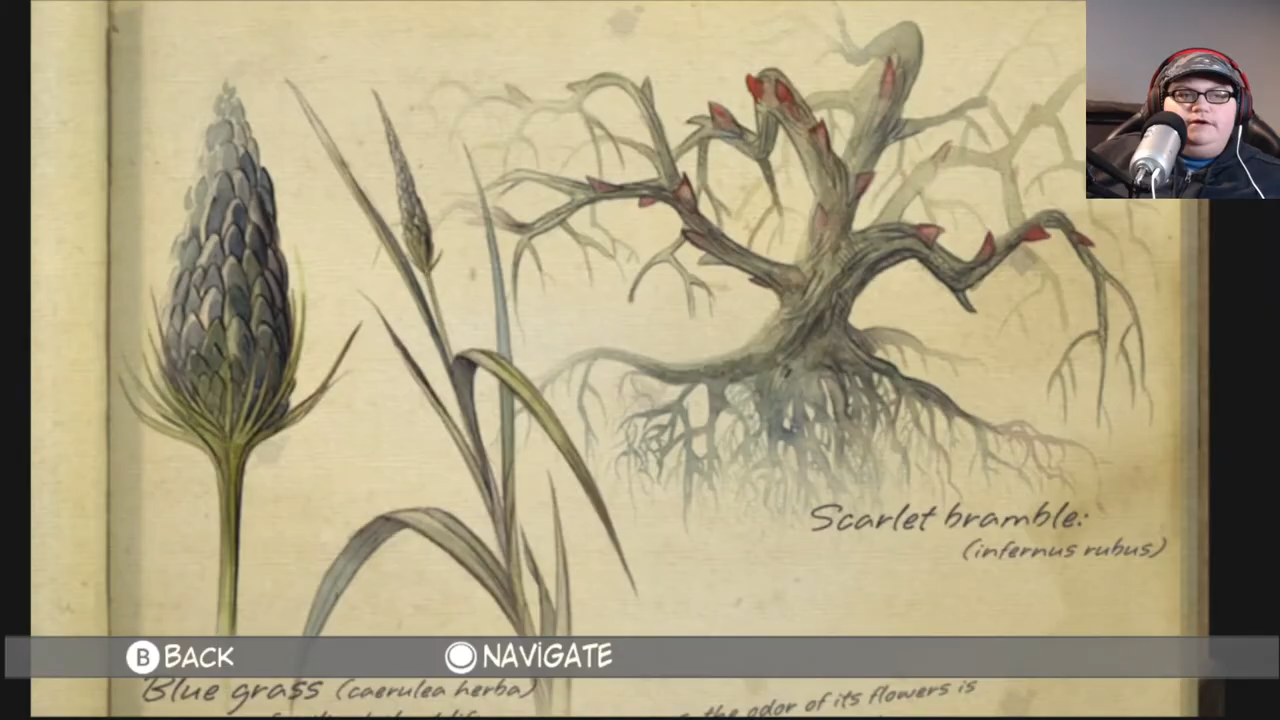 Scarlet bramble:
(infernus rubus)
B BACK
NAVIGATE
Blue grass (caerulea herba)
the odor of its flowers is